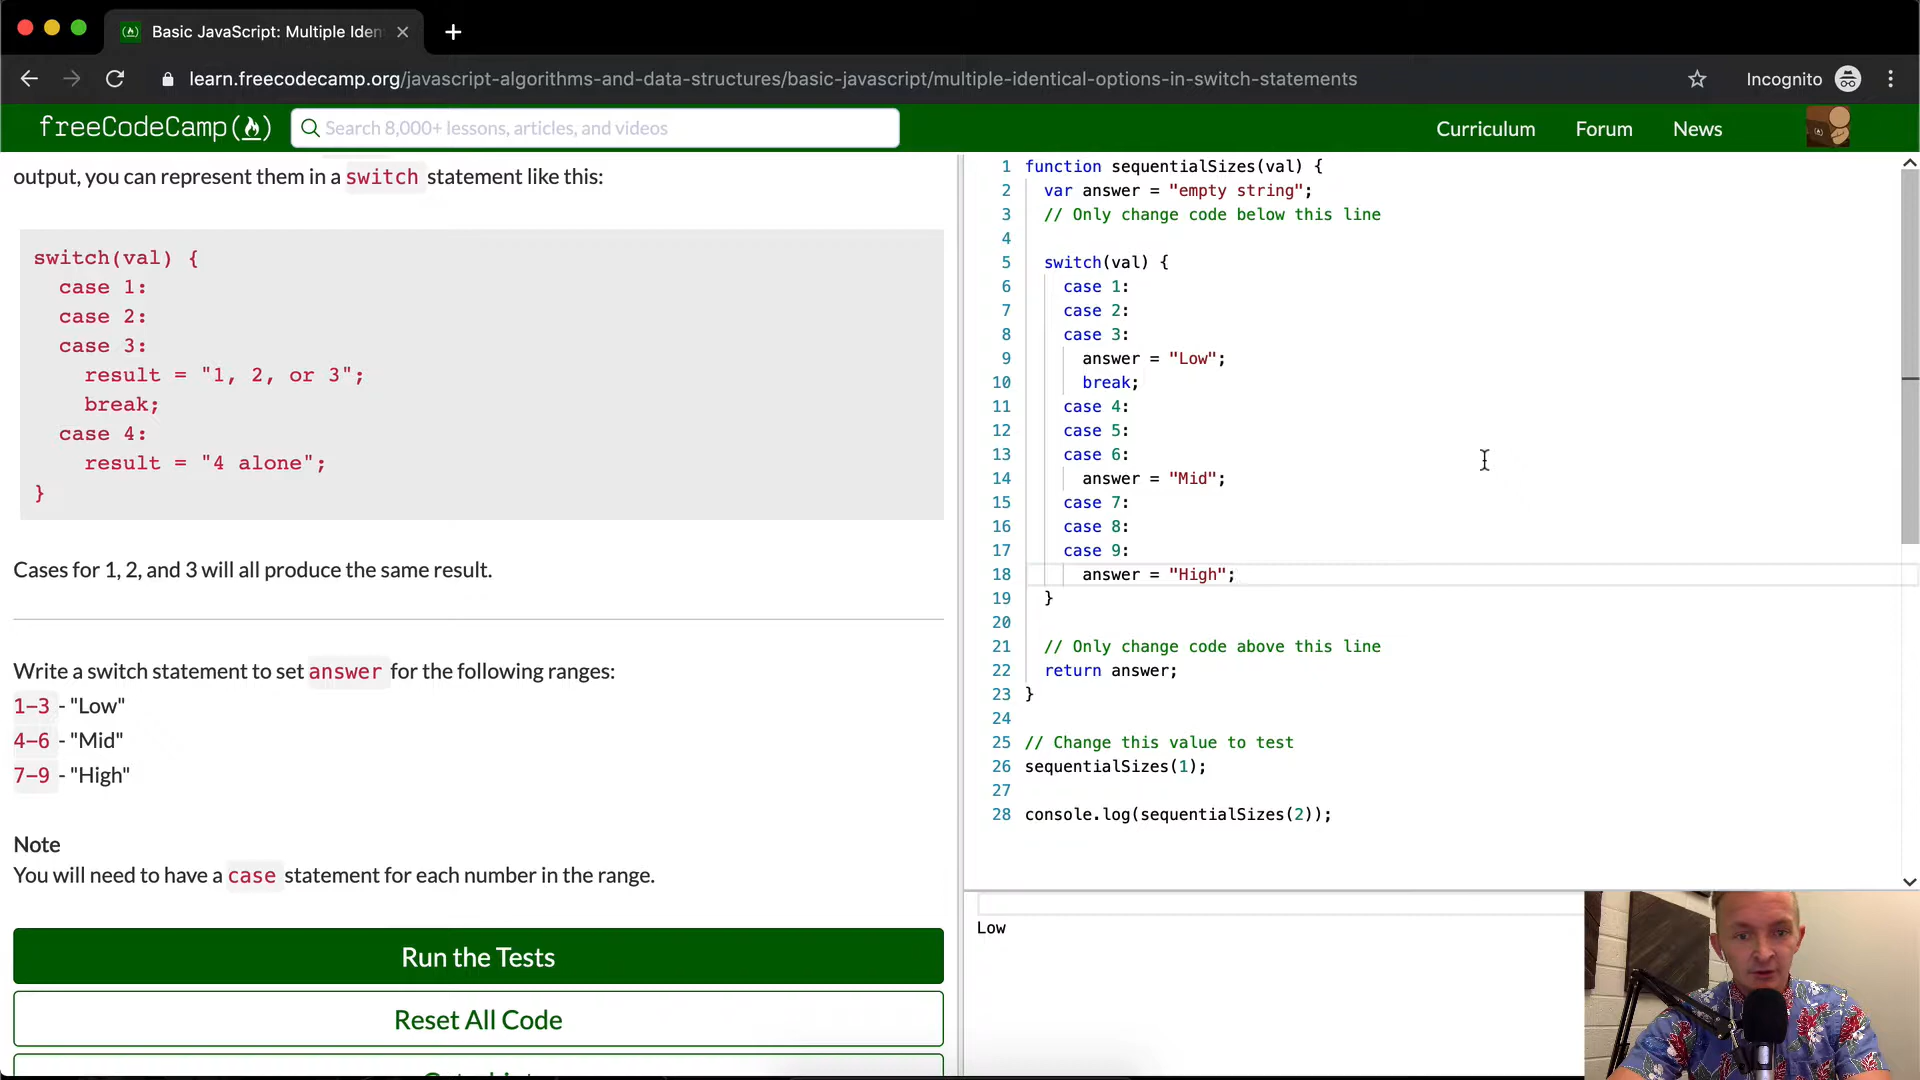 Basic JavaScript: Multiple Iden
learn.freecodecamp.org/javascript-algorithms-and-data-structures/basic-javascript/multiple-identical-options-in-switch-statements
Incognito
freeCodeCamp
Search 8,000+ lessons, articles, and videos
Curriculum
Forum
News
output, you can represent them in a switch statement like this:
switch(val) {
case 1:
case 2:
case 3:
result = "1, 2, or 3";
break;
case 4:
result = "4 alone";
}
Cases for 1, 2, and 3 will all produce the same result.
Write a switch statement to set answer for the following ranges:
1-3 - "Low"
4-6 - "Mid"
7-9 - "High"
Note
You will need to have a case statement for each number in the range.
Run the Tests
Reset All Code
1 function sequentialSizes(val) {
2 var answer = "empty string";
3 // Only change code below this line
4
5 switch(val) {
6 case 1:
7 case 2:
8 case 3:
9 answer = "Low";
10 break;
11 case 4:
12 case 5:
13 case 6:
14 answer = "Mid";
15 case 7:
16 case 8:
17 case 9:
18 answer = "High";
19 }
20
21 // Only change code above this line
22 return answer;
23 }
24
25 // Change this value to test
26 sequentialSizes(1);
27
28 console.log(sequentialSizes(2));
Low